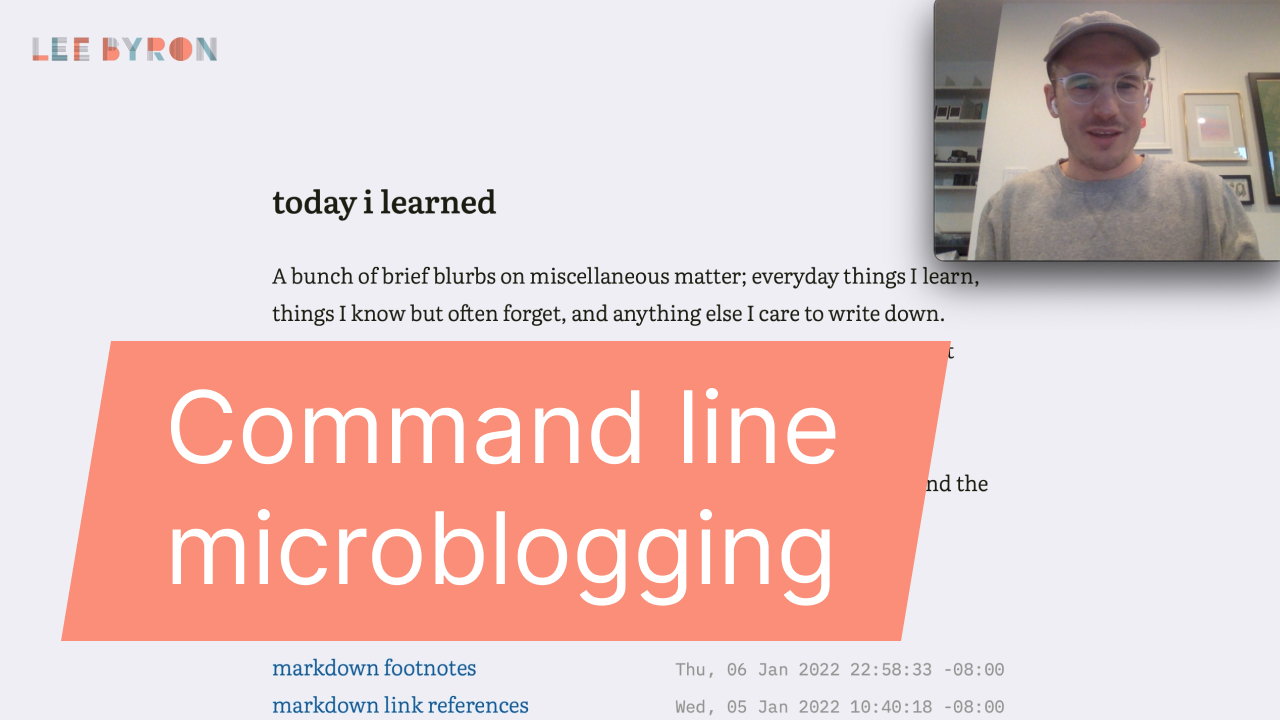 LEE BYRON
today i learned
A bunch of brief blurbs on miscellaneous matter; everyday things I learn,
things I know but often forget, and anything else I care to write down.
t
Command line
nd the
microblogging
markdown footnotes Thu, 06 Jan 2022 22:58:33 -08:00
markdown link references Wed, 05 Jan 2022 10:40:18 -08:00